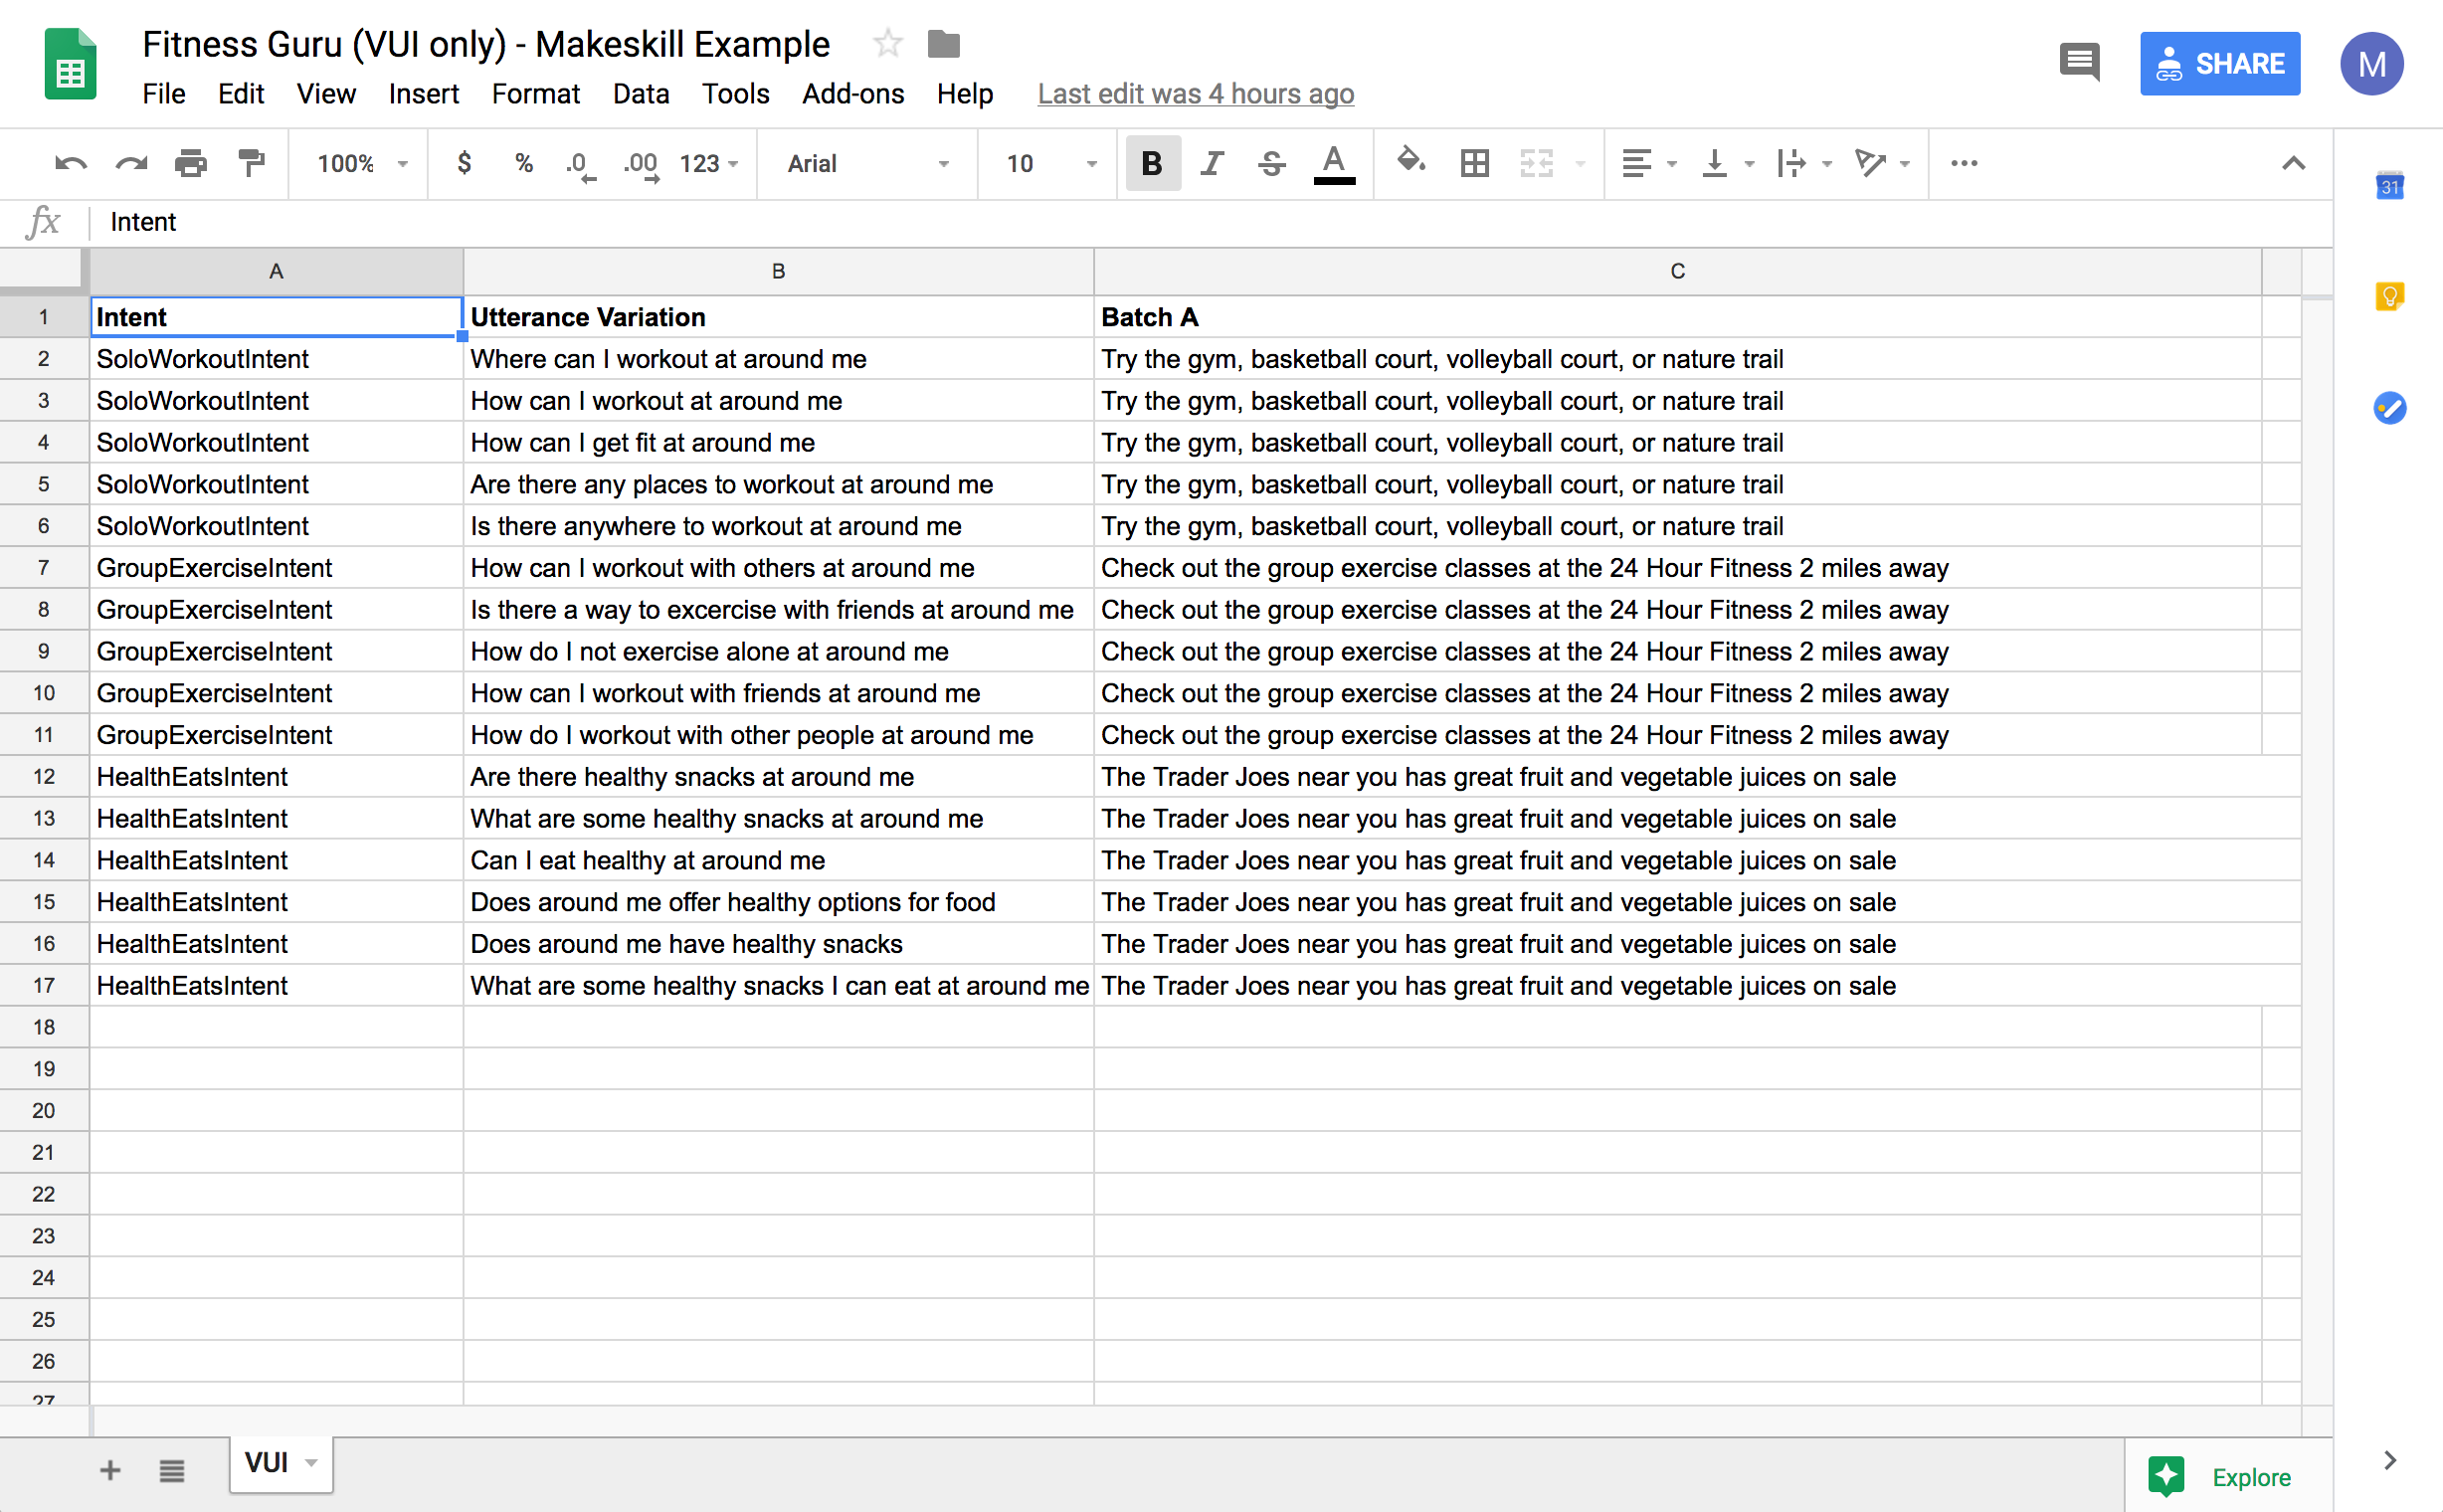 Fitness Guru (VUI only) - Makeskill Example
File Edit View Insert Format Data Tools Add-ons Help Last edit was 4 hours ago
SHARE M
100% $ % .0 .00 123 Arial 10 B I S A
31
fx Intent
A B C
1 Intent Utterance Variation Batch A
2 SoloWorkoutIntent Where can I workout at around me Try the gym, basketball court, volleyball court, or nature trail
3 SoloWorkoutIntent How can I workout at around me Try the gym, basketball court, volleyball court, or nature trail
4 SoloWorkoutIntent How can I get fit at around me Try the gym, basketball court, volleyball court, or nature trail
5 SoloWorkoutIntent Are there any places to workout at around me Try the gym, basketball court, volleyball court, or nature trail
6 SoloWorkoutIntent Is there anywhere to workout at around me Try the gym, basketball court, volleyball court, or nature trail
7 GroupExerciseIntent How can I workout with others at around me Check out the group exercise classes at the 24 Hour Fitness 2 miles away
8 GroupExerciseIntent Is there a way to excercise with friends at around me Check out the group exercise classes at the 24 Hour Fitness 2 miles away
9 GroupExerciseIntent How do I not exercise alone at around me Check out the group exercise classes at the 24 Hour Fitness 2 miles away
10 GroupExerciseIntent How can I workout with friends at around me Check out the group exercise classes at the 24 Hour Fitness 2 miles away
11 GroupExerciseIntent How do I workout with other people at around me Check out the group exercise classes at the 24 Hour Fitness 2 miles away
12 HealthEatsIntent Are there healthy snacks at around me The Trader Joes near you has great fruit and vegetable juices on sale
13 HealthEatsIntent What are some healthy snacks at around me The Trader Joes near you has great fruit and vegetable juices on sale
14 HealthEatsIntent Can I eat healthy at around me The Trader Joes near you has great fruit and vegetable juices on sale
15 HealthEatsIntent Does around me offer healthy options for food The Trader Joes near you has great fruit and vegetable juices on sale
16 HealthEatsIntent Does around me have healthy snacks The Trader Joes near you has great fruit and vegetable juices on sale
17 HealthEatsIntent What are some healthy snacks I can eat at around me The Trader Joes near you has great fruit and vegetable juices on sale
18
19
20
21
22
23
24
25
26
27
VUI Explore